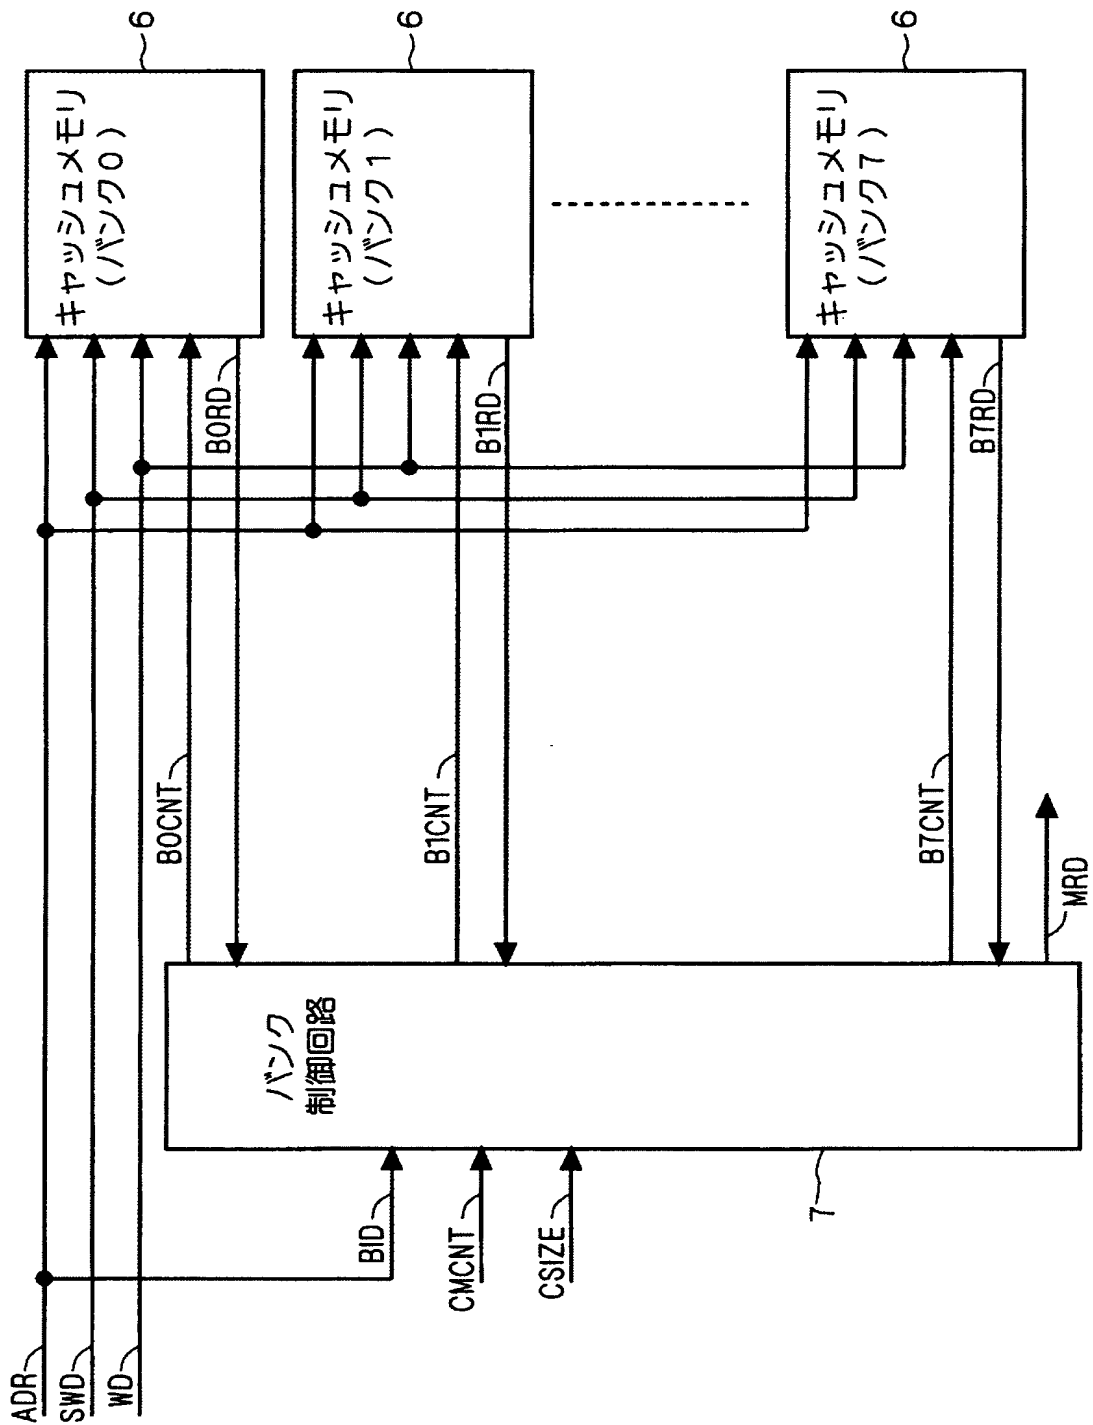 ADR
SWD
WD
BID
CMCNT
CSIZE
7
バンク
制御回路
B0CNT
B0RD
B1CNT
B1RD
B7CNT
B7RD
MRD
キャッシュメモリ
（バンク０）
6
キャッシュメモリ
（バンク１）
6
キャッシュメモリ
（バンク７）
6